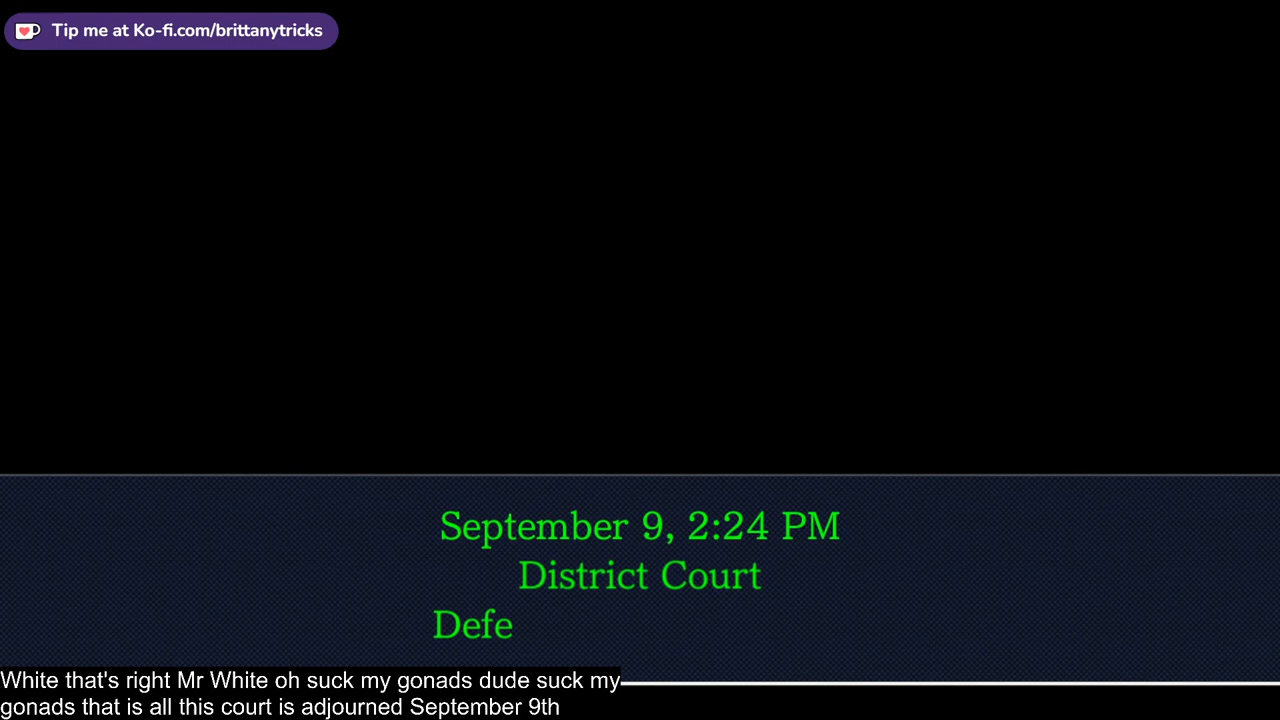 Tip me at Ko-fi.com/brittanytricks
September 9, 2:24 PM
District Court
Defe
White that's right Mr White oh suck my gonads dude suck my
gonads that is all this court is adjourned September 9th